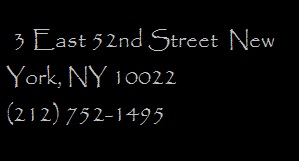 3 East 52nd Street New
York, NY 10022
(212) 752-1495